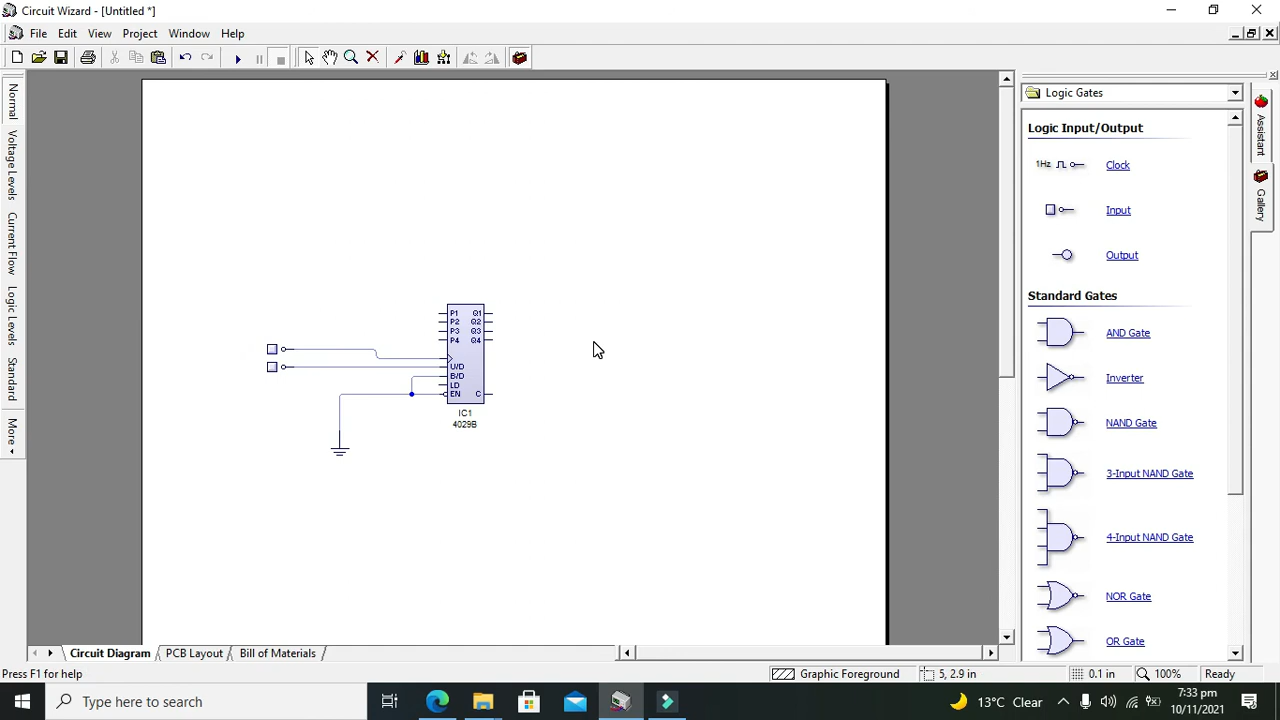 Circuit Wizard - [Untitled *]
File Edit View Project Window Help
Normal
Voltage Levels
Current Flow
Logic Levels
Standard
More
P1 Q1
P2 Q2
P3 Q3
P4 Q4
U/D
B/D
LD
EN C
IC1
4029B
Logic Gates
Logic Input/Output
1Hz Clock
Input
Output
Standard Gates
AND Gate
Inverter
NAND Gate
3-Input NAND Gate
4-Input NAND Gate
NOR Gate
OR Gate
Assistant
Gallery
Circuit Diagram PCB Layout Bill of Materials
Press F1 for help Graphic Foreground 5, 2.9 in 0.1 in 100% Ready
Type here to search 13°C Clear 7:33 pm
10/11/2021